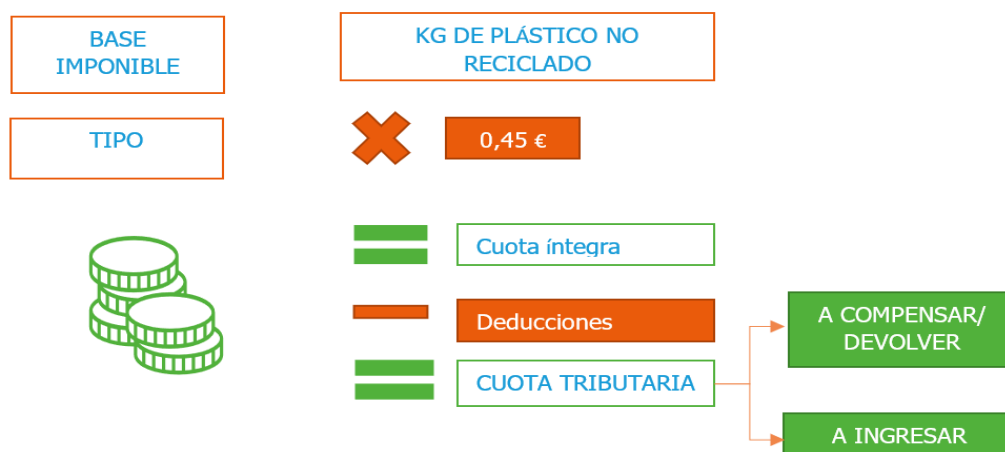 BASE
IMPONIBLE
KG DE PLÁSTICO NO
RECICLADO
TIPO
0,45 €
Cuota íntegra
Deducciones
CUOTA TRIBUTARIA
A COMPENSAR/
DEVOLVER
A INGRESAR